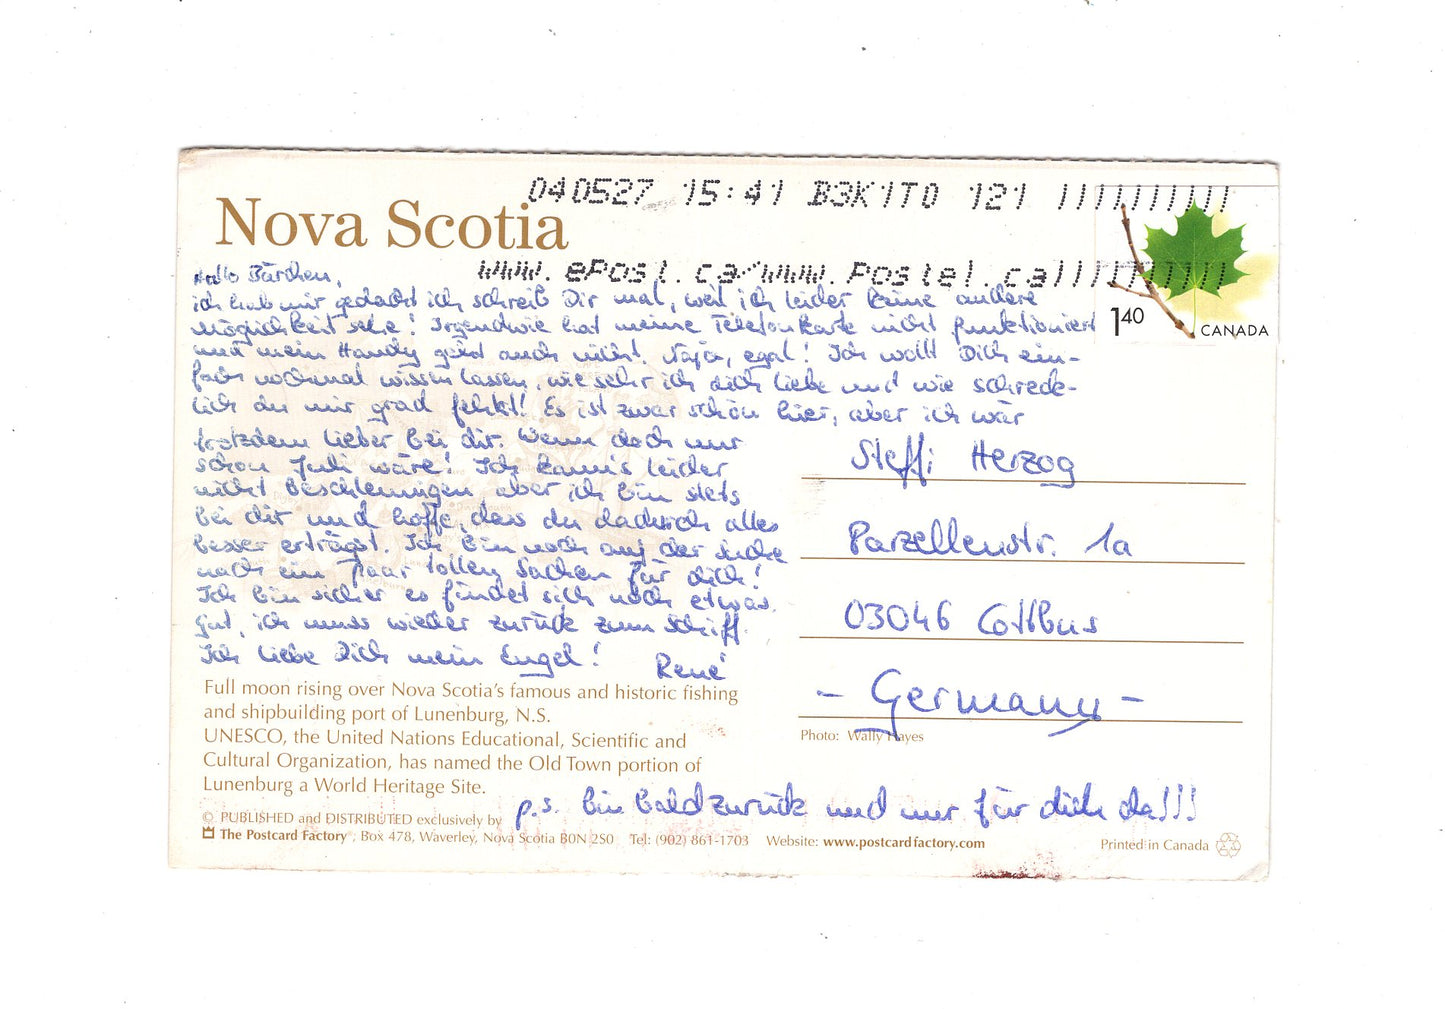 040527 15:41 B3K1T0 121
Nova Scotia
www.ePost.ca/www.Postel.ca
1⁴⁰
CANADA
Hallo Bärchen,
ich hab mir gedacht ich schreib Dir mal, weil ich leider keine andere
Möglichkeit sehe! Irgendwie hat meine Telefonkarte nicht funktioniert
und mein Handy geht auch nicht. Naja, egal! Ich wollt Dich ein-
fach nochmal wissen lassen, wie sehr ich dich liebe und wie schreck-
lich du mir grad fehlst! Es ist zwar schön hier, aber ich wär
trotzdem lieber bei dir. Wenn doch nur
schon Juli wäre! Ich kann's leider
nicht beschleunigen aber ich bin stets
bei dir und hoffe, dass du dadurch alles
besser erträgst. Ich bin noch auf der Suche
nach ein paar tollen Sachen für dich!
Ich bin sicher es findet sich noch etwas.
Gut, ich muss wieder zurück zum Schiff.
Ich liebe Dich mein Engel!
René
Steffi Herzog
Parzellenstr. 1a
03046 Cottbus
- Germany -
Full moon rising over Nova Scotia's famous and historic fishing
and shipbuilding port of Lunenburg, N.S.
UNESCO, the United Nations Educational, Scientific and
Cultural Organization, has named the Old Town portion of
Lunenburg a World Heritage Site.
Photo: Wally Hayes
p.s. bin bald zurück und nur für dich da!!!
© PUBLISHED and DISTRIBUTED exclusively by
The Postcard Factory, Box 478, Waverley, Nova Scotia B0N 2S0 Tel: (902) 861-1703 Website: www.postcardfactory.com
Printed in Canada